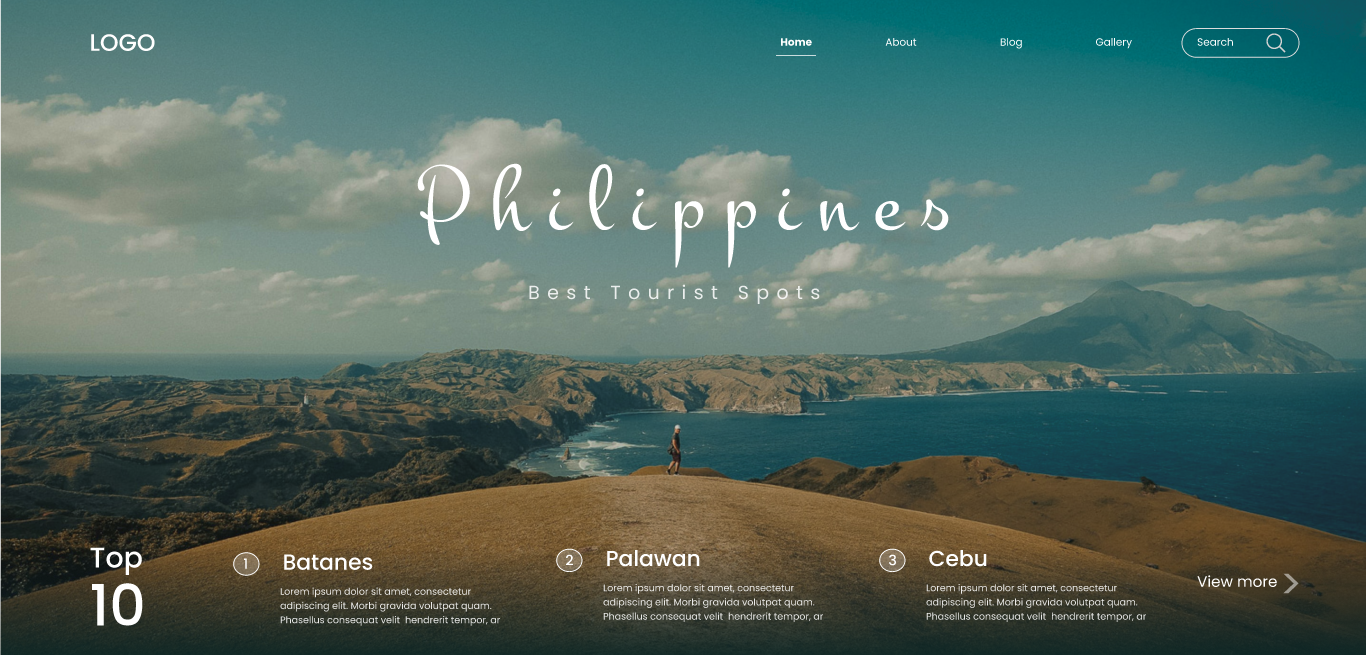 LOGO
Home
About
Blog
Gallery
Search
Philippines
Best Tourist Spots
Top
10
1
Batanes
Lorem ipsum dolor sit amet, consectetur
adipiscing elit. Morbi gravida volutpat quam.
Phasellus consequat velit  hendrerit tempor, ar
2
Palawan
Lorem ipsum dolor sit amet, consectetur
adipiscing elit. Morbi gravida volutpat quam.
Phasellus consequat velit  hendrerit tempor, ar
3
Cebu
Lorem ipsum dolor sit amet, consectetur
adipiscing elit. Morbi gravida volutpat quam.
Phasellus consequat velit  hendrerit tempor, ar
View more